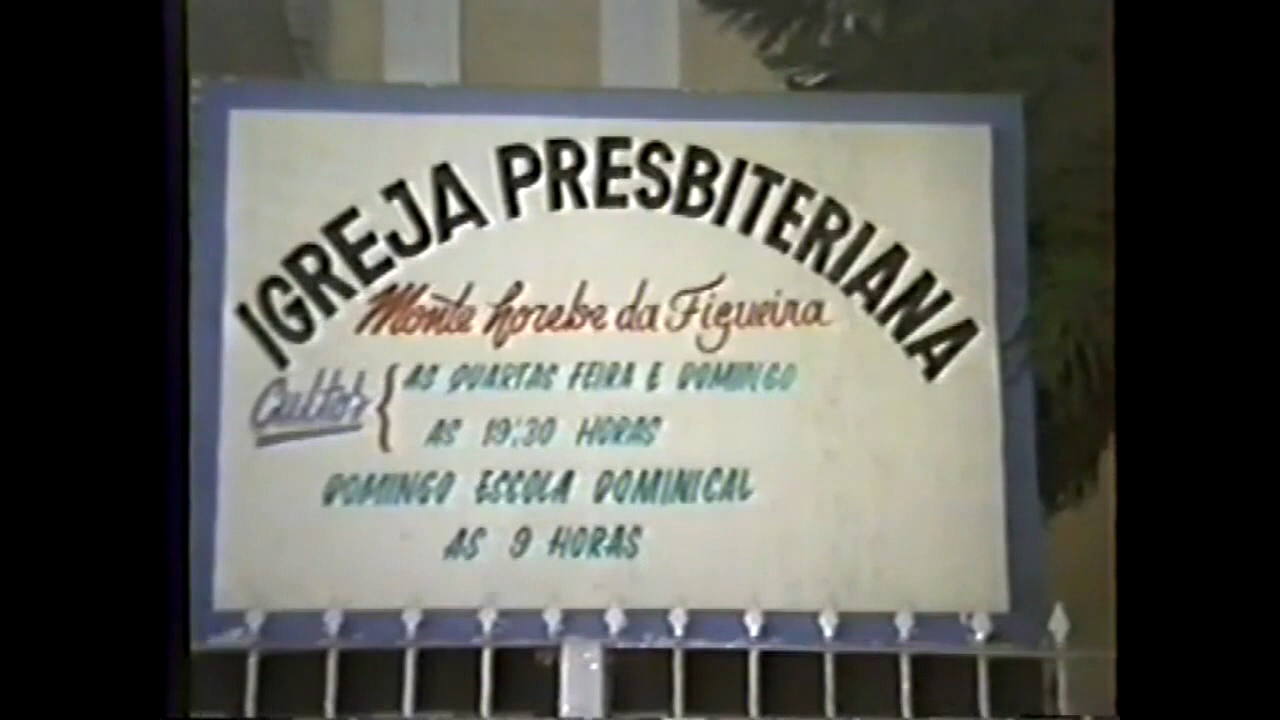 IGREJA PRESBITERIANA
Monte horebe da Figueira
Cultos { AS QUARTAS FEIRA E DOMINGO
AS 19:30 HORAS
DOMINGO ESCOLA DOMINICAL
AS 9 HORAS